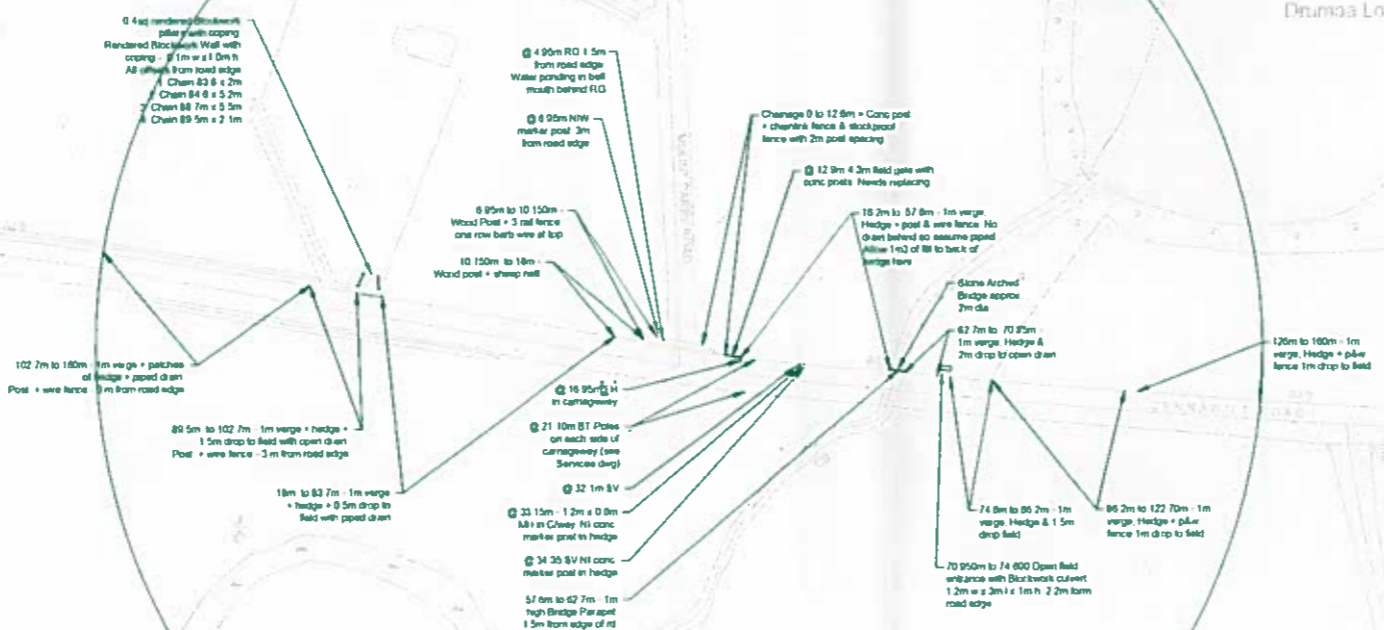 0.4sq rendered Blockwork
pillars with coping
Rendered Blockwork Wall with
coping - 0.1m w x 1.0m h
All offsets from road edge
1 Chain 83.6 x 2m
2 Chain 84.6 x 5.2m
3 Chain 88.7m x 5.5m
4 Chain 89.5m x 2.1m
@ 4.95m RG 1.5m
from road edge
Water ponding in bell
mouth behind RG
@ 6.95m NIW
marker post 3m
from road edge
6.95m to 10.150m -
Wood Post + 3 rail fence
one row barb wire at top
10.150m to 18m -
Wood post + sheep nett
Chainage 0 to 12.6m = Conc post
+ chainlink fence & stockproof
fence with 2m post spacing
@ 12.9m 4.3m field gate with
conc posts. Needs replacing
16.2m to 57.6m - 1m verge,
Hedge + post & wire fence. No
drain behind so assume piped
Allow 1m3 of fill to back of
hedge here
Stone Arched
Bridge approx
2m dia
62.7m to 70.85m -
1m verge, Hedge &
2m drop to open drain
126m to 160m - 1m
verge, Hedge + p&w
fence 1m drop to field
102.7m to 180m - 1m verge + patches
of hedge + piped drain
Post + wire fence - 3m from road edge
89.5m to 102.7m - 1m verge + hedge +
1.5m drop to field with open drain
Post + wire fence - 3m from road edge
18m to 83.7m - 1m verge
+ hedge + 0.5m drop to
field with piped drain
@ 16.95m
in carriageway
@ 21.10m BT Poles
on each side of
carriageway (see
Services dwg)
@ 32.1m SV
@ 33.15m - 1.2m x 0.8m
MH in C/way. NI conc
marker post in hedge
@ 34.35 SV NI conc
marker post in hedge
57.6m to 62.7m - 1m
high Bridge Parapet
1.5m from edge of rd
74.6m to 86.2m - 1m
verge, Hedge & 1.5m
drop field
86.2m to 122.70m - 1m
verge, Hedge + p&w
fence 1m drop to field
70.950m to 74.600 Open field
entrance with Blockwork culvert
1.2m w x 3m l x 1m h 2.2m form
road edge